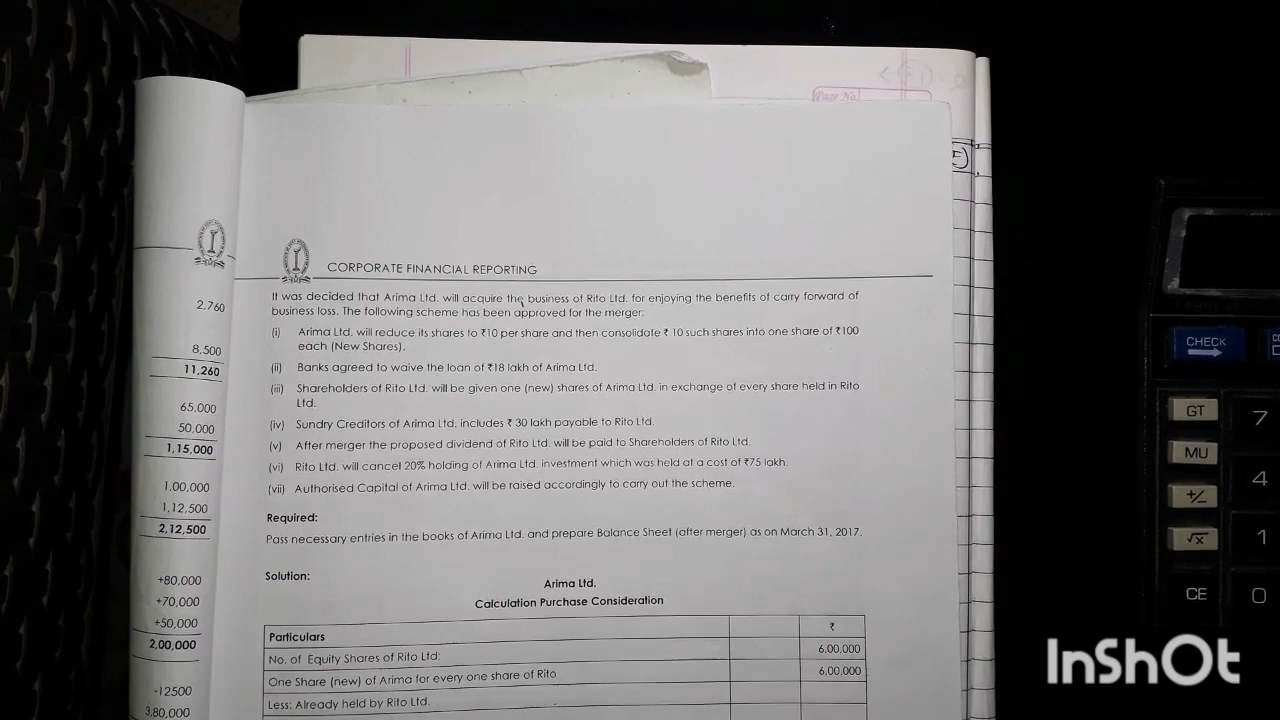 Page No.
CORPORATE FINANCIAL REPORTING
It was decided that Arima Ltd. will acquire the business of Rito Ltd. for enjoying the benefits of carry forward of
business loss. The following scheme has been approved for the merger:
(i) Arima Ltd. will reduce its shares to ₹10 per share and then consolidate ₹ 10 such shares into one share of ₹100
each (New Shares).
(ii) Banks agreed to waive the loan of ₹18 lakh of Arima Ltd.
(iii) Shareholders of Rito Ltd. will be given one (new) shares of Arima Ltd. in exchange of every share held in Rito
Ltd.
(iv) Sundry Creditors of Arima Ltd. includes ₹ 30 lakh payable to Rito Ltd.
(v) After merger the proposed dividend of Rito Ltd. will be paid to Shareholders of Rito Ltd.
(vi) Rito Ltd. will cancel 20% holding of Arima Ltd. investment which was held at a cost of ₹75 lakh.
(vii) Authorised Capital of Arima Ltd. will be raised accordingly to carry out the scheme.
Required:
Pass necessary entries in the books of Arima Ltd. and prepare Balance Sheet (after merger) as on March 31, 2017.
Solution:
Arima Ltd.
Calculation Purchase Consideration
Particulars ₹
No. of Equity Shares of Rito Ltd: 6,00,000
One Share (new) of Arima for every one share of Rito 6,00,000
Less: Already held by Rito Ltd.
2,760
8,500
11,260
65,000
50,000
1,15,000
1,00,000
1,12,500
2,12,500
+80,000
+70,000
+50,000
2,00,000
-12500
3,80,000
CHECK
GT
MU
+/−
√x
CE
7
4
1
0
InShOt